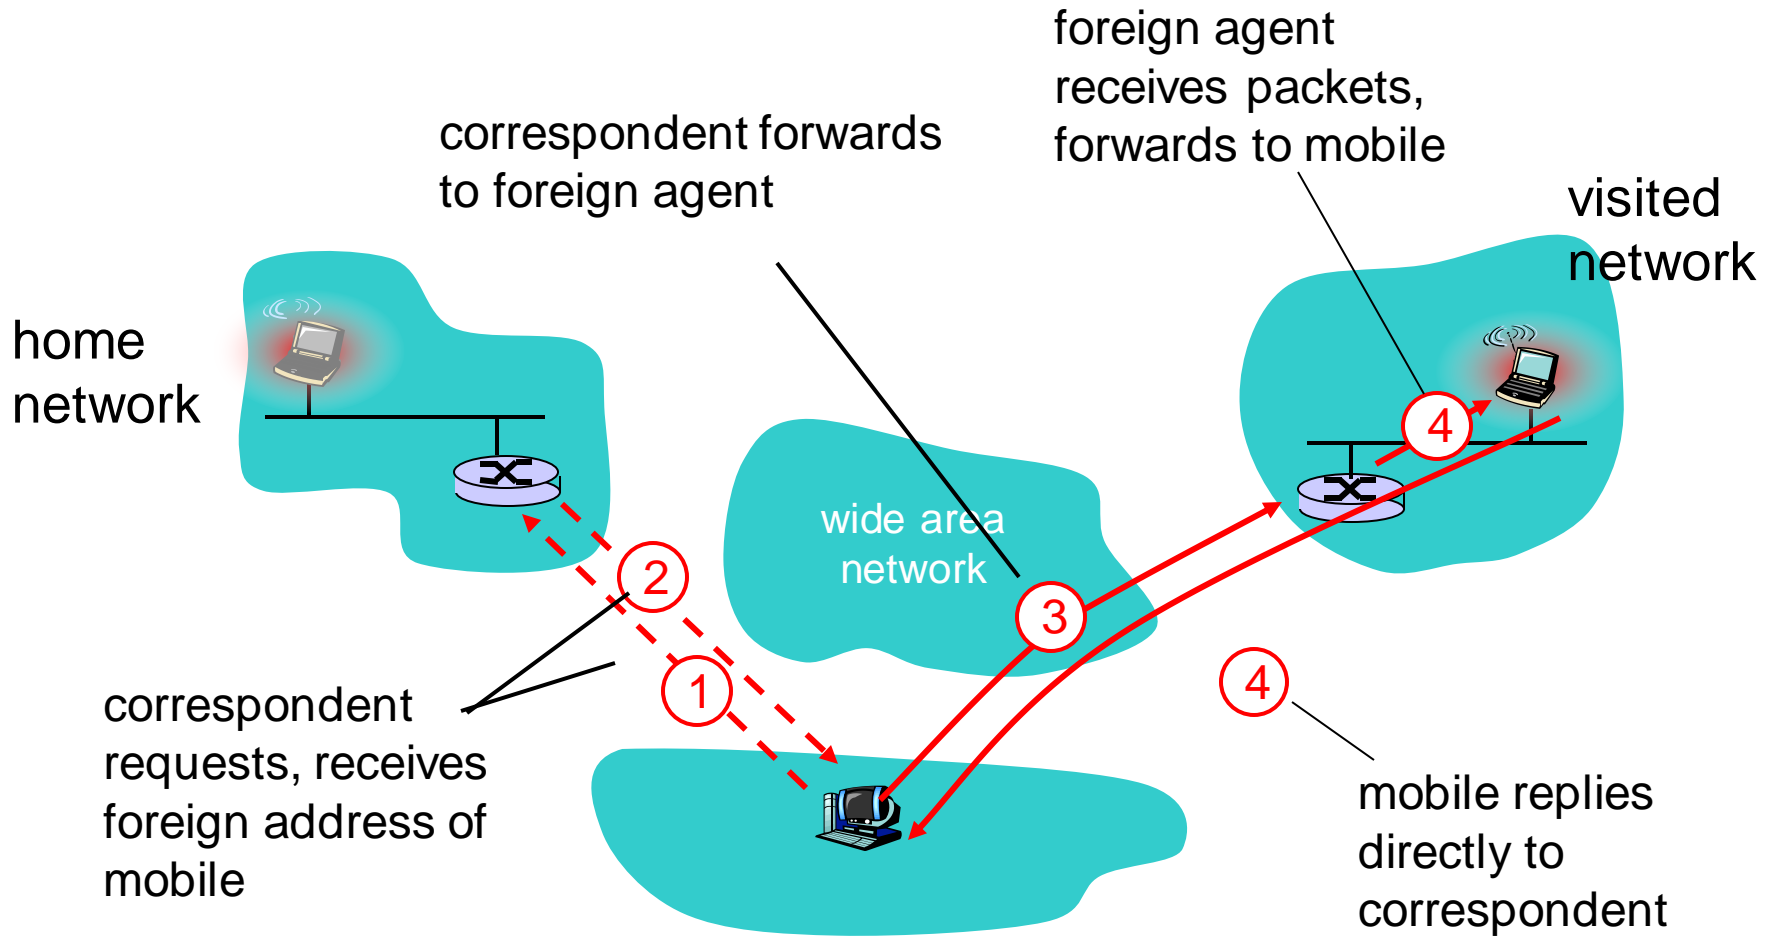 foreign agent
receives packets,
forwards to mobile
correspondent forwards
to foreign agent
visited
network
home
network
4
wide area
network
2
3
1
4
correspondent
requests, receives
foreign address of
mobile
mobile replies
directly to
correspondent